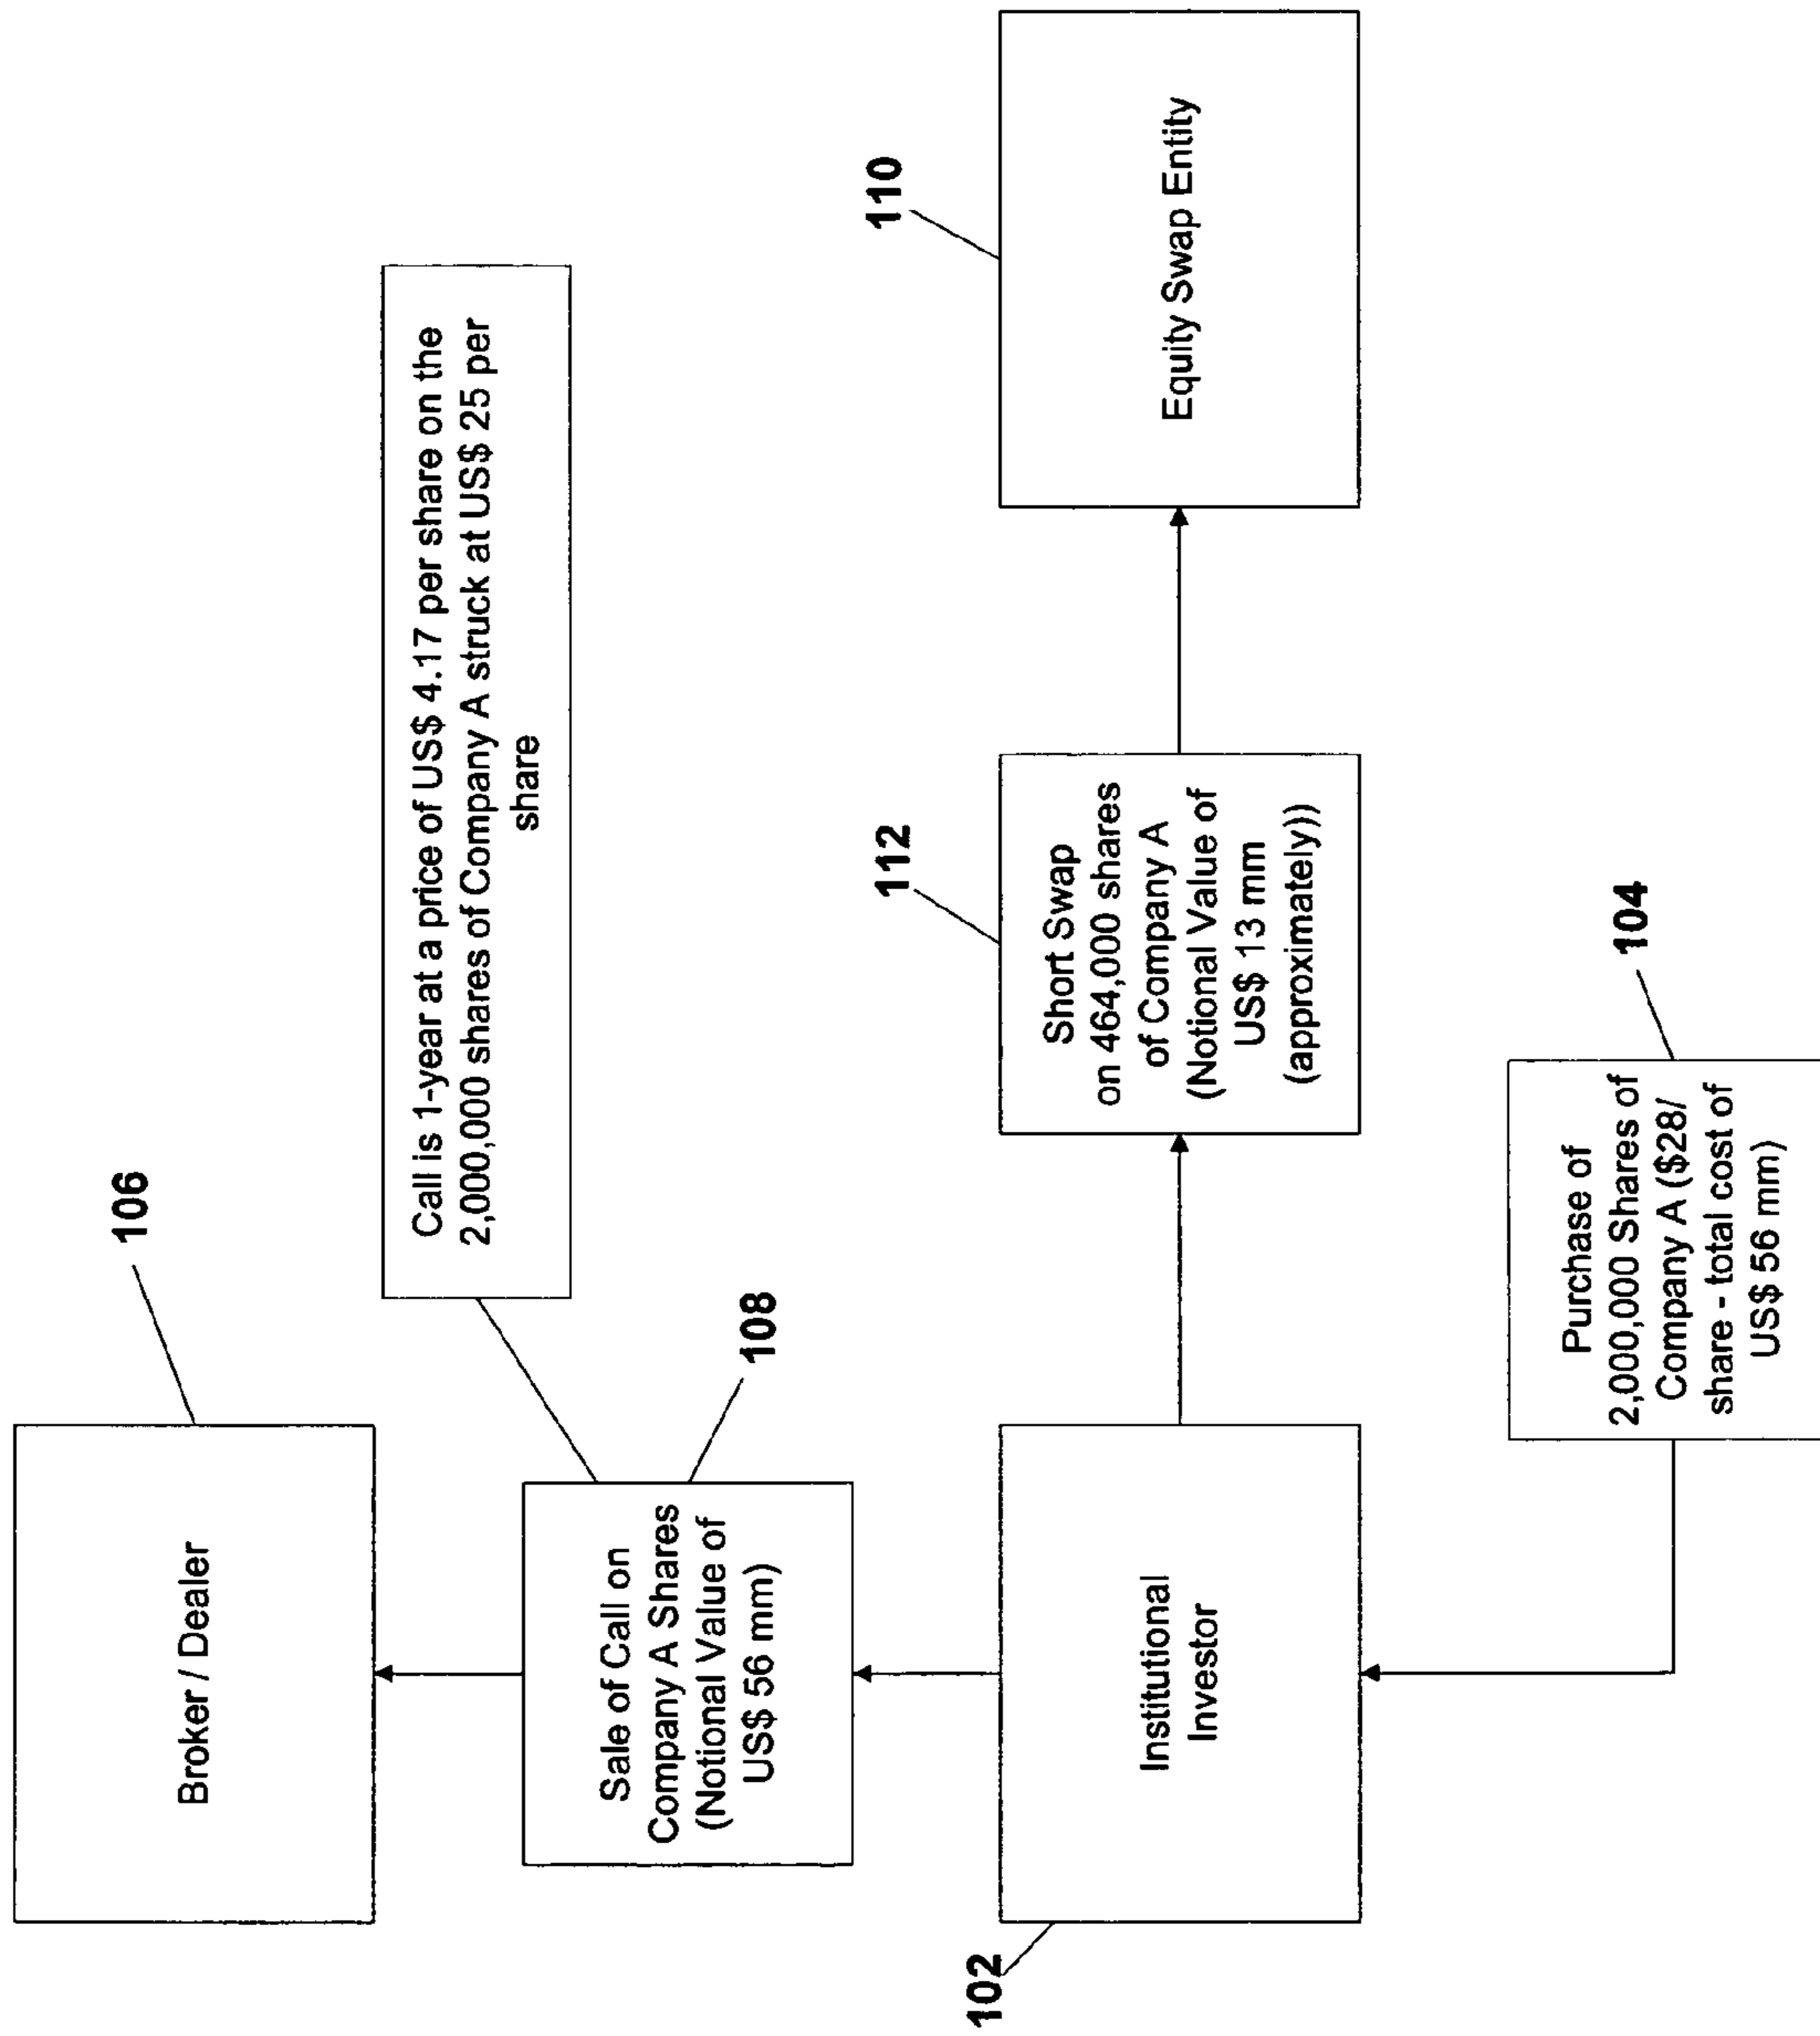 106
Broker / Dealer
Call is 1-year at a price of US$ 4.17 per share on the
2,000,000 shares of Company A struck at US$ 25 per
share
108
Sale of Call on
Company A Shares
(Notional Value of
US$ 56 mm)
102
Institutional
Investor
112
Short Swap
on 464,000 shares
of Company A
(Notional Value of
US$ 13 mm
(approximately))
110
Equity Swap Entity
104
Purchase of
2,000,000 Shares of
Company A ($28/
share - total cost of
US$ 56 mm)